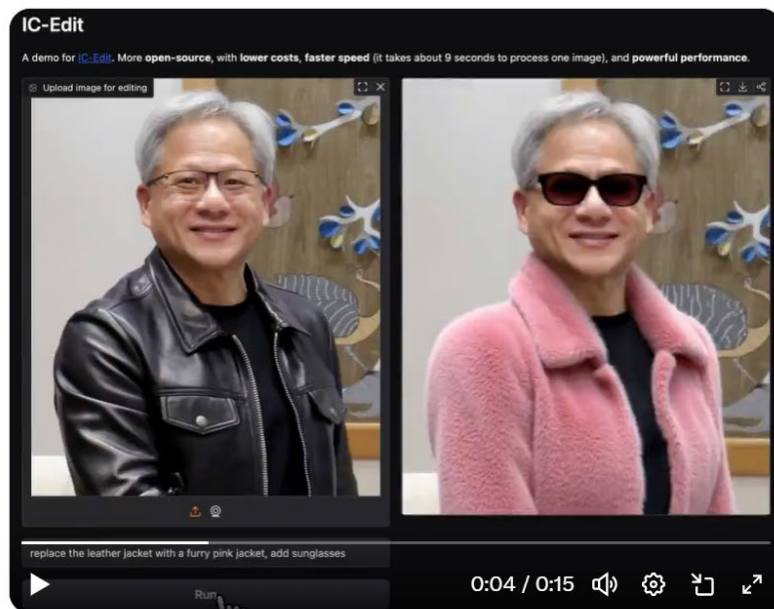 IC-Edit
A demo for IC-Edit. More open-source, with lower costs, faster speed (it takes about 9 seconds to process one image), and powerful performance.
Upload image for editing
replace the leather jacket with a furry pink jacket, add sunglasses
Run
0:04 / 0:15